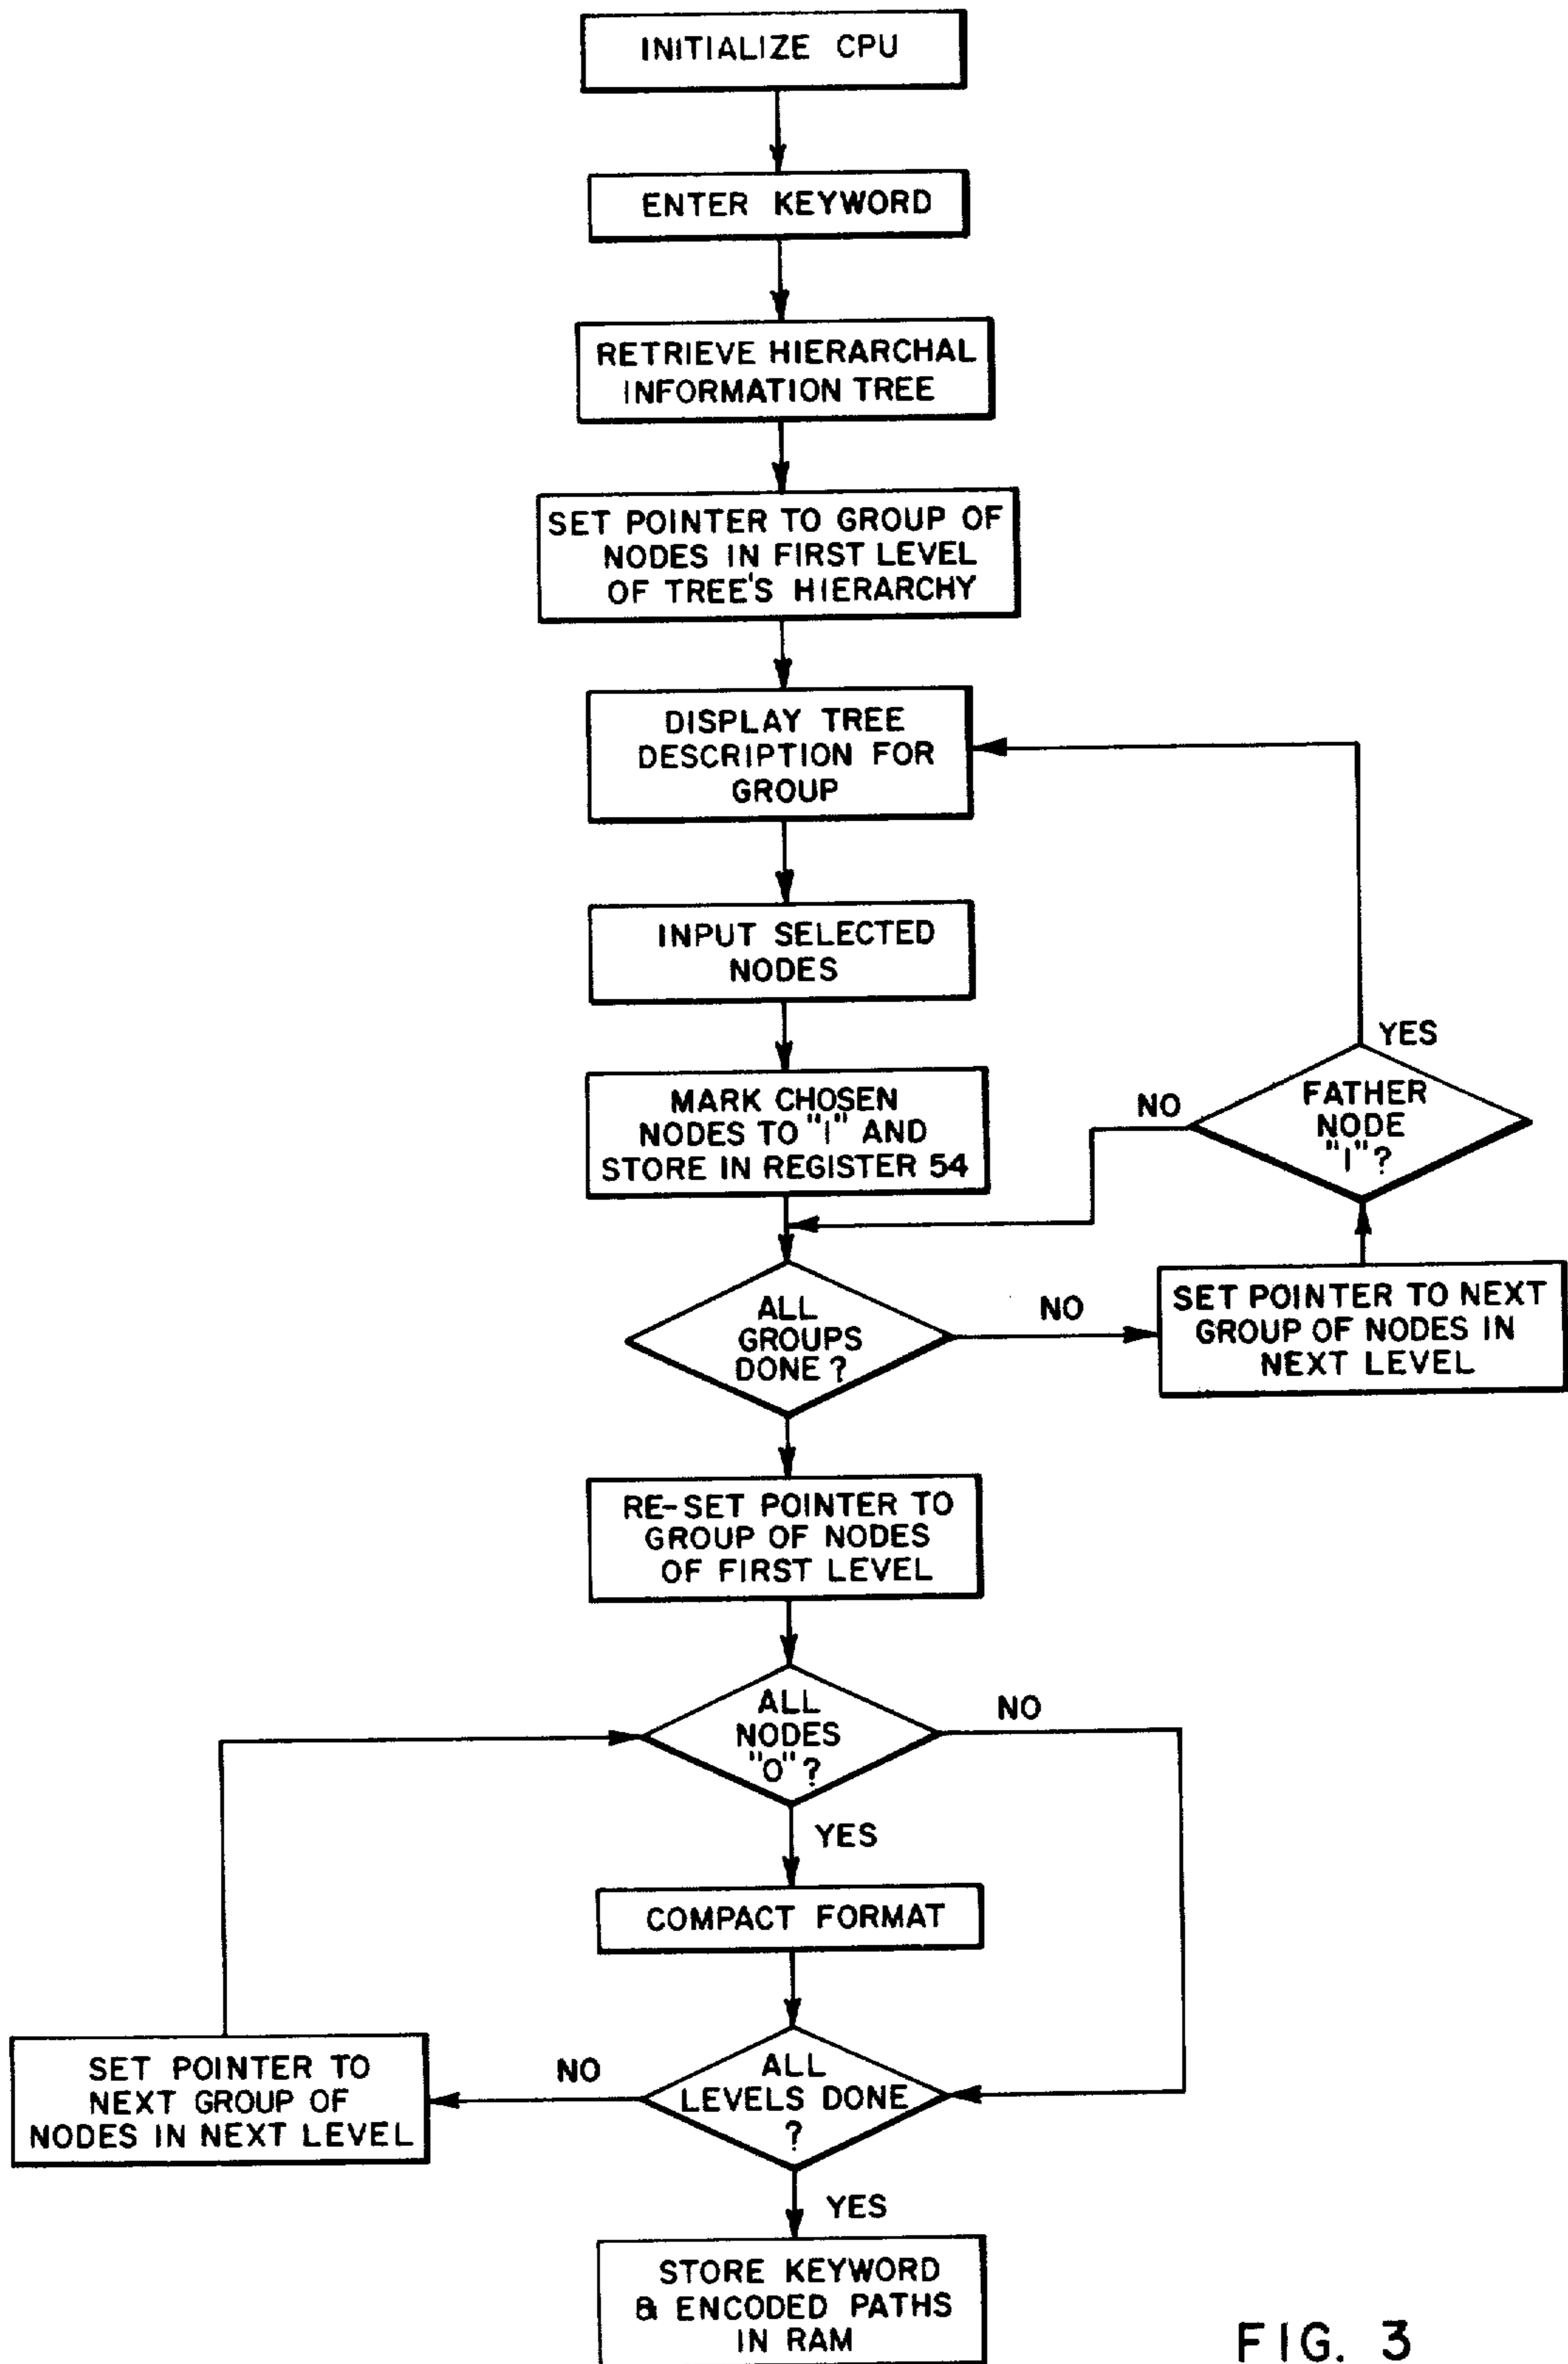 INITIALIZE CPU
ENTER KEYWORD
RETRIEVE HIERARCHAL
INFORMATION TREE
SET POINTER TO GROUP OF
NODES IN FIRST LEVEL
OF TREE'S HIERARCHY
DISPLAY TREE
DESCRIPTION FOR
GROUP
INPUT SELECTED
NODES
MARK CHOSEN
NODES TO "1" AND
STORE IN REGISTER 54
YES
FATHER
NODE
"1"?
NO
ALL
GROUPS
DONE?
NO
SET POINTER TO NEXT
GROUP OF NODES IN
NEXT LEVEL
RE-SET POINTER TO
GROUP OF NODES
OF FIRST LEVEL
ALL
NODES
"0"?
NO
YES
COMPACT FORMAT
ALL
LEVELS DONE
?
NO
SET POINTER TO
NEXT GROUP OF
NODES IN NEXT LEVEL
YES
STORE KEYWORD
& ENCODED PATHS
IN RAM
FIG. 3